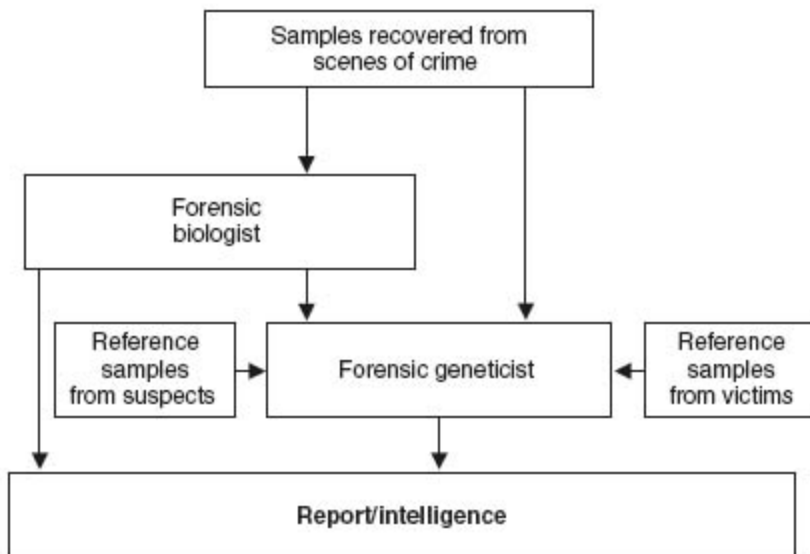 Samples recovered from
scenes of crime
Forensic
biologist
Reference
samples
from suspects
Forensic geneticist
Reference
samples
from victims
Report/intelligence